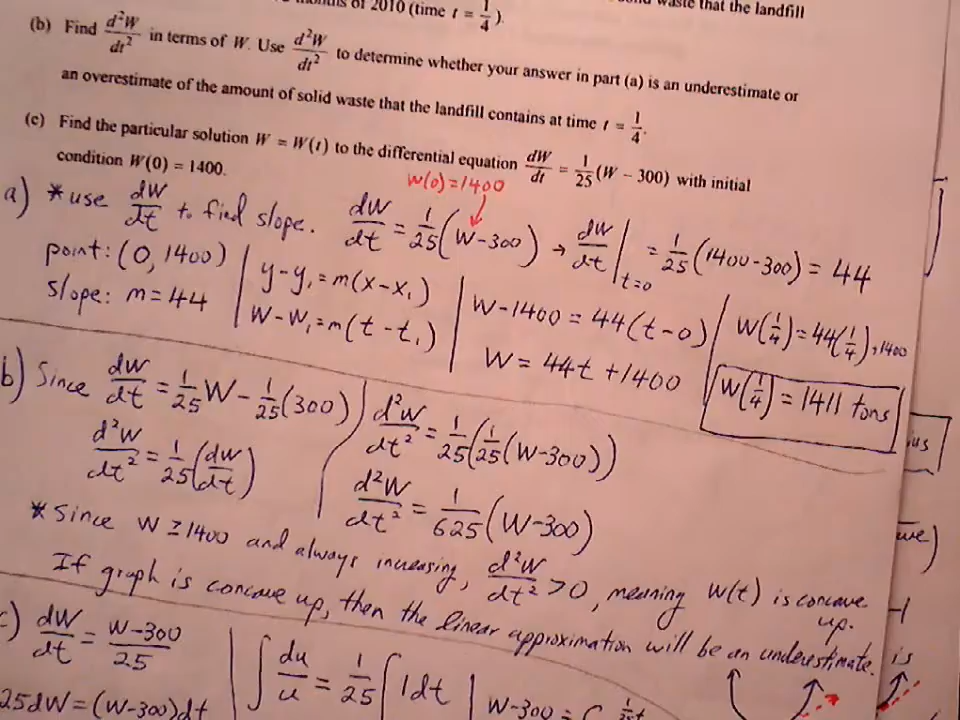 of 2010 (time t = 1/4). waste that the landfill
(b) Find d²W/dt² in terms of W. Use d²W/dt² to determine whether your answer in part (a) is an underestimate or
an overestimate of the amount of solid waste that the landfill contains at time t = 1/4.
(c) Find the particular solution W = W(t) to the differential equation dW/dt = 1/25 (W − 300) with initial
condition W(0) = 1400.
W(0)=1400
a) *use dW/dt to find slope. dW/dt = 1/25(W-300) → dW/dt|t=0 = 1/25(1400-300) = 44
point: (0, 1400)
slope: m=44
y-y₁=m(x-x₁)
W-W₁=m(t-t₁)
W-1400 = 44(t-0)
W = 44t +1400
W(1/4)=44(1/4)+1400
W(1/4) = 1411 tons
b) Since dW/dt = 1/25 W - 1/25(300)
d²W/dt² = 1/25(dW/dt)
d²W/dt² = 1/25(1/25(W-300))
d²W/dt² = 1/625(W-300)
* Since W ≥ 1400 and always increasing, d²W/dt² > 0, meaning W(t) is concave up.
If graph is concave up, then the linear approximation will be an underestimate.
c) dW/dt = W-300/25
25dW = (W-300)dt
∫ du/u = 1/25 ∫ 1dt
W-300 =
is